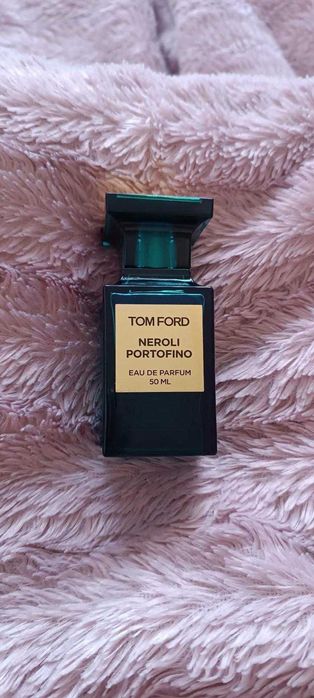 TOM FORD
NEROLI
PORTOFINO
EAU DE PARFUM
50 ML